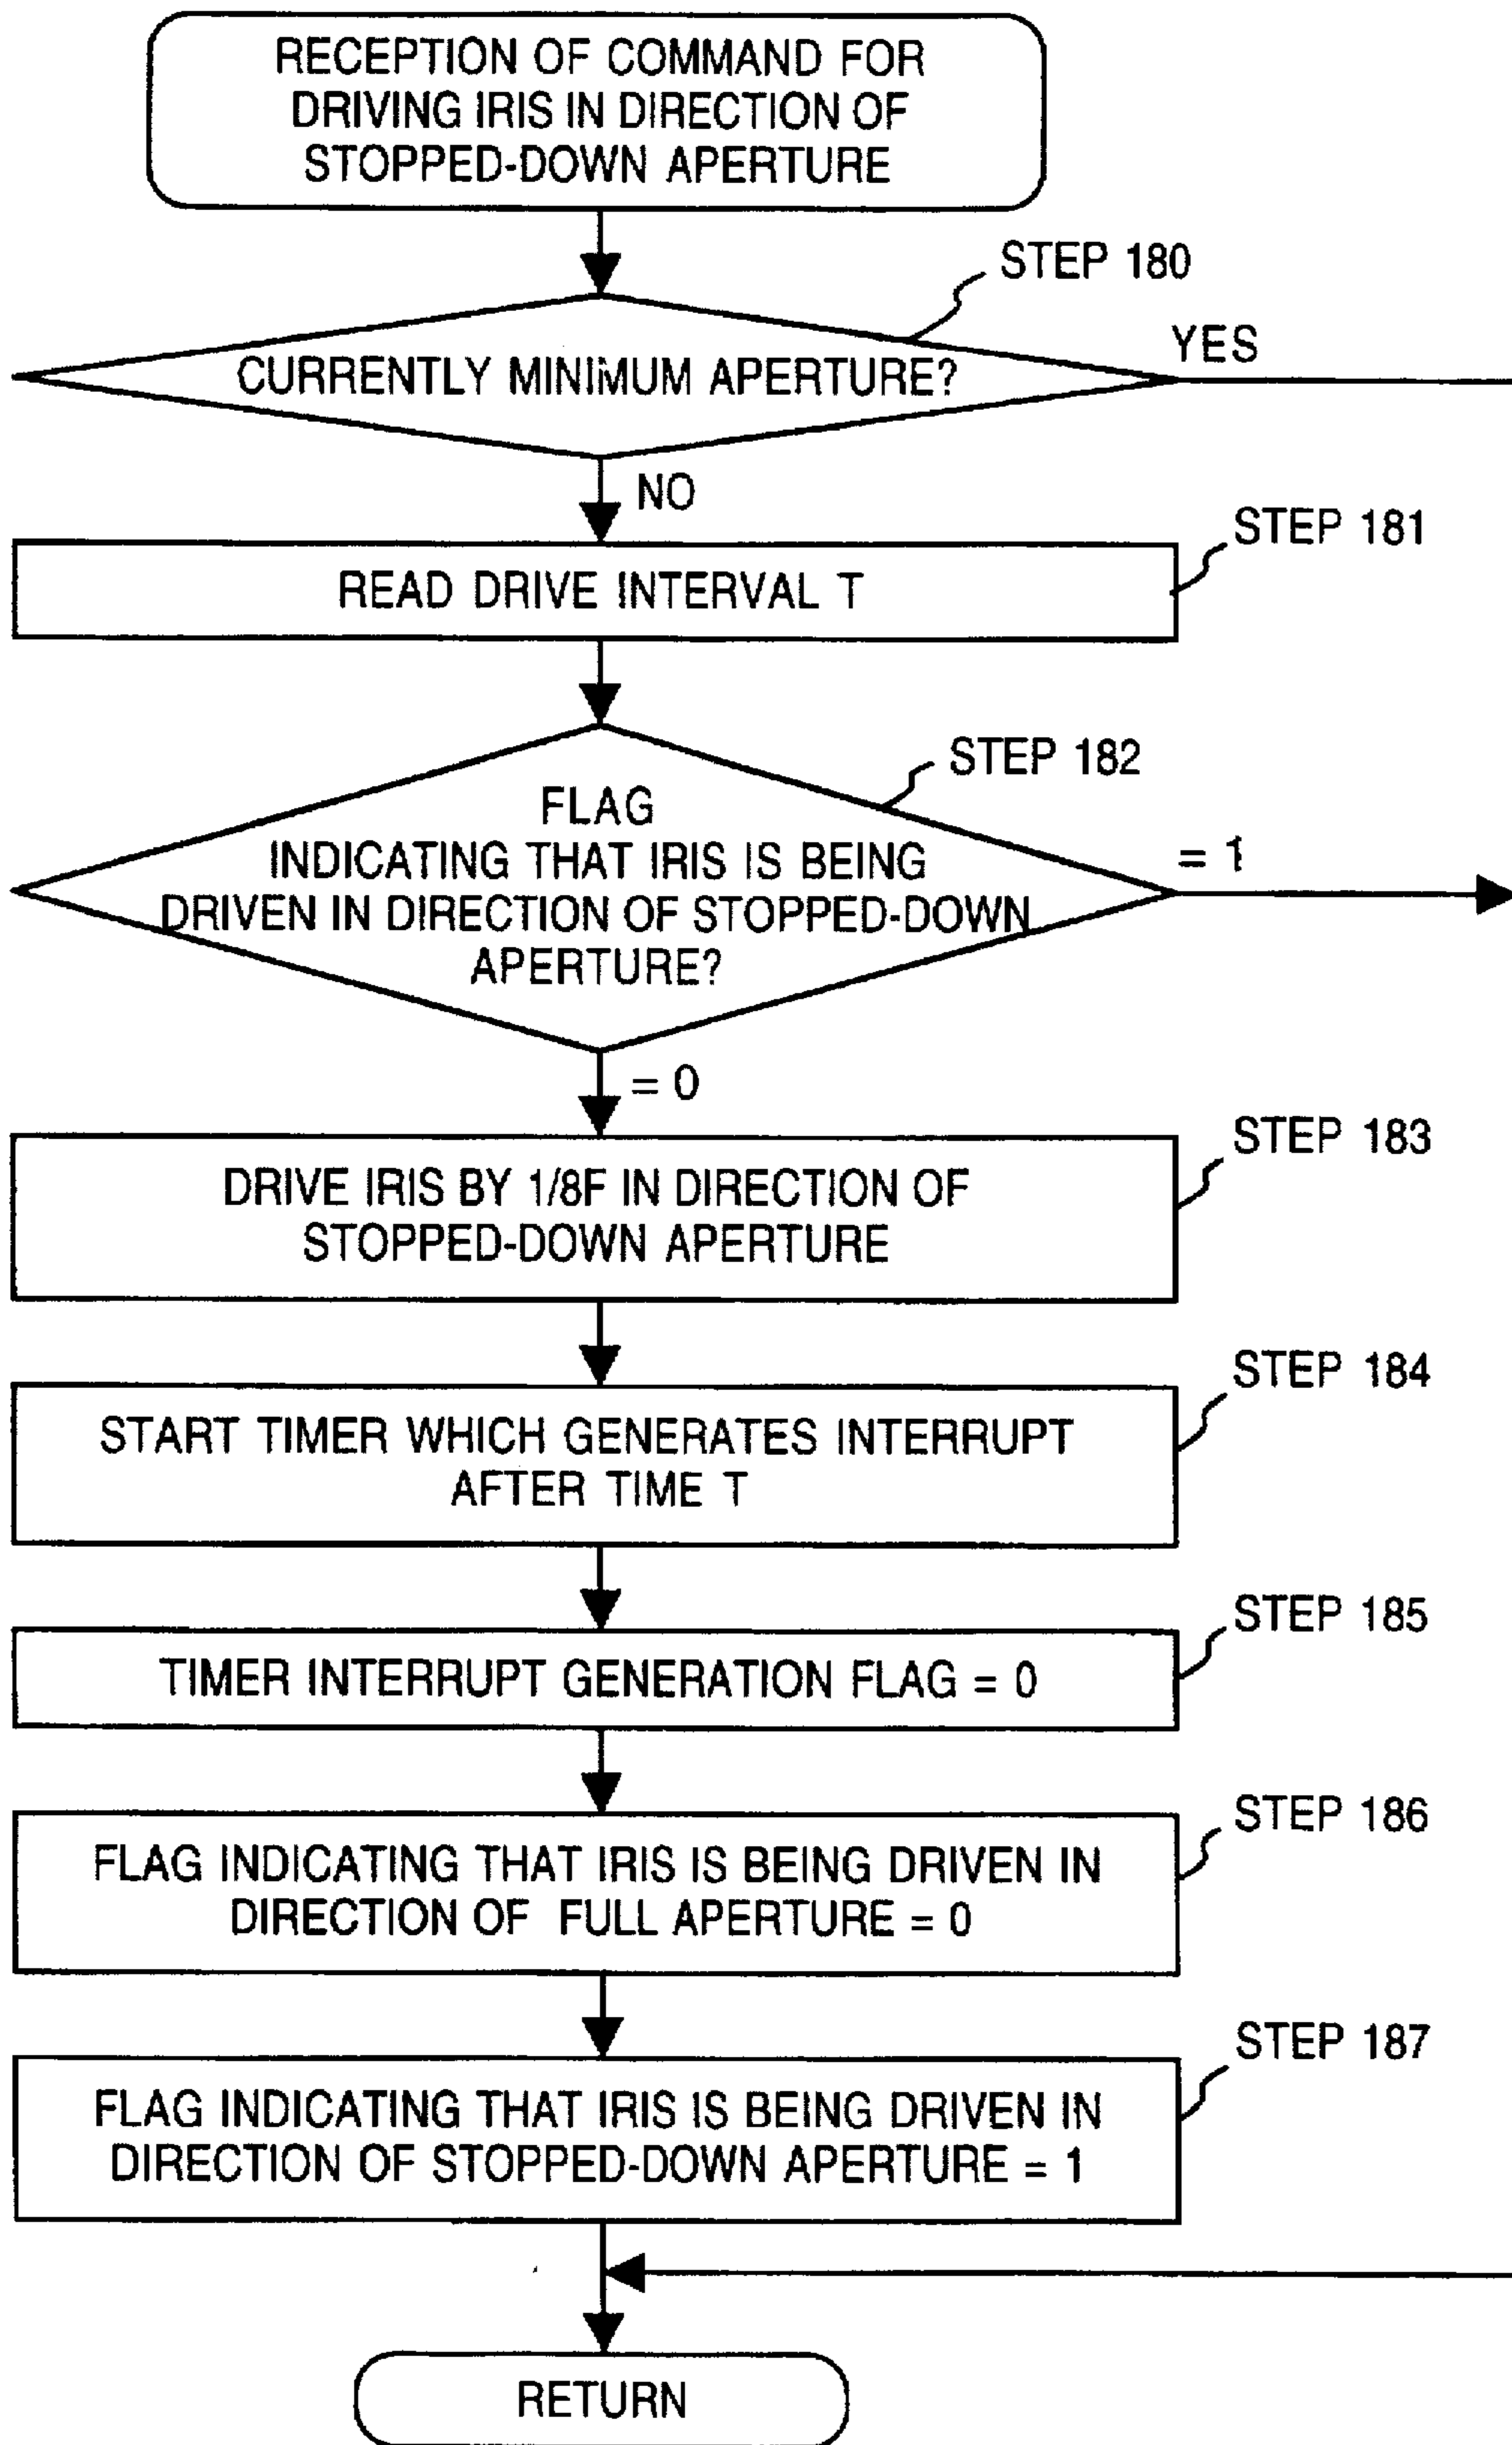 RECEPTION OF COMMAND FOR
DRIVING IRIS IN DIRECTION OF
STOPPED-DOWN APERTURE
STEP 180
CURRENTLY MINIMUM APERTURE?
YES
NO
STEP 181
READ DRIVE INTERVAL T
STEP 182
FLAG
INDICATING THAT IRIS IS BEING
DRIVEN IN DIRECTION OF STOPPED-DOWN
APERTURE?
= 1
= 0
STEP 183
DRIVE IRIS BY 1/8F IN DIRECTION OF
STOPPED-DOWN APERTURE
STEP 184
START TIMER WHICH GENERATES INTERRUPT
AFTER TIME T
STEP 185
TIMER INTERRUPT GENERATION FLAG = 0
STEP 186
FLAG INDICATING THAT IRIS IS BEING DRIVEN IN
DIRECTION OF FULL APERTURE = 0
STEP 187
FLAG INDICATING THAT IRIS IS BEING DRIVEN IN
DIRECTION OF STOPPED-DOWN APERTURE = 1
RETURN